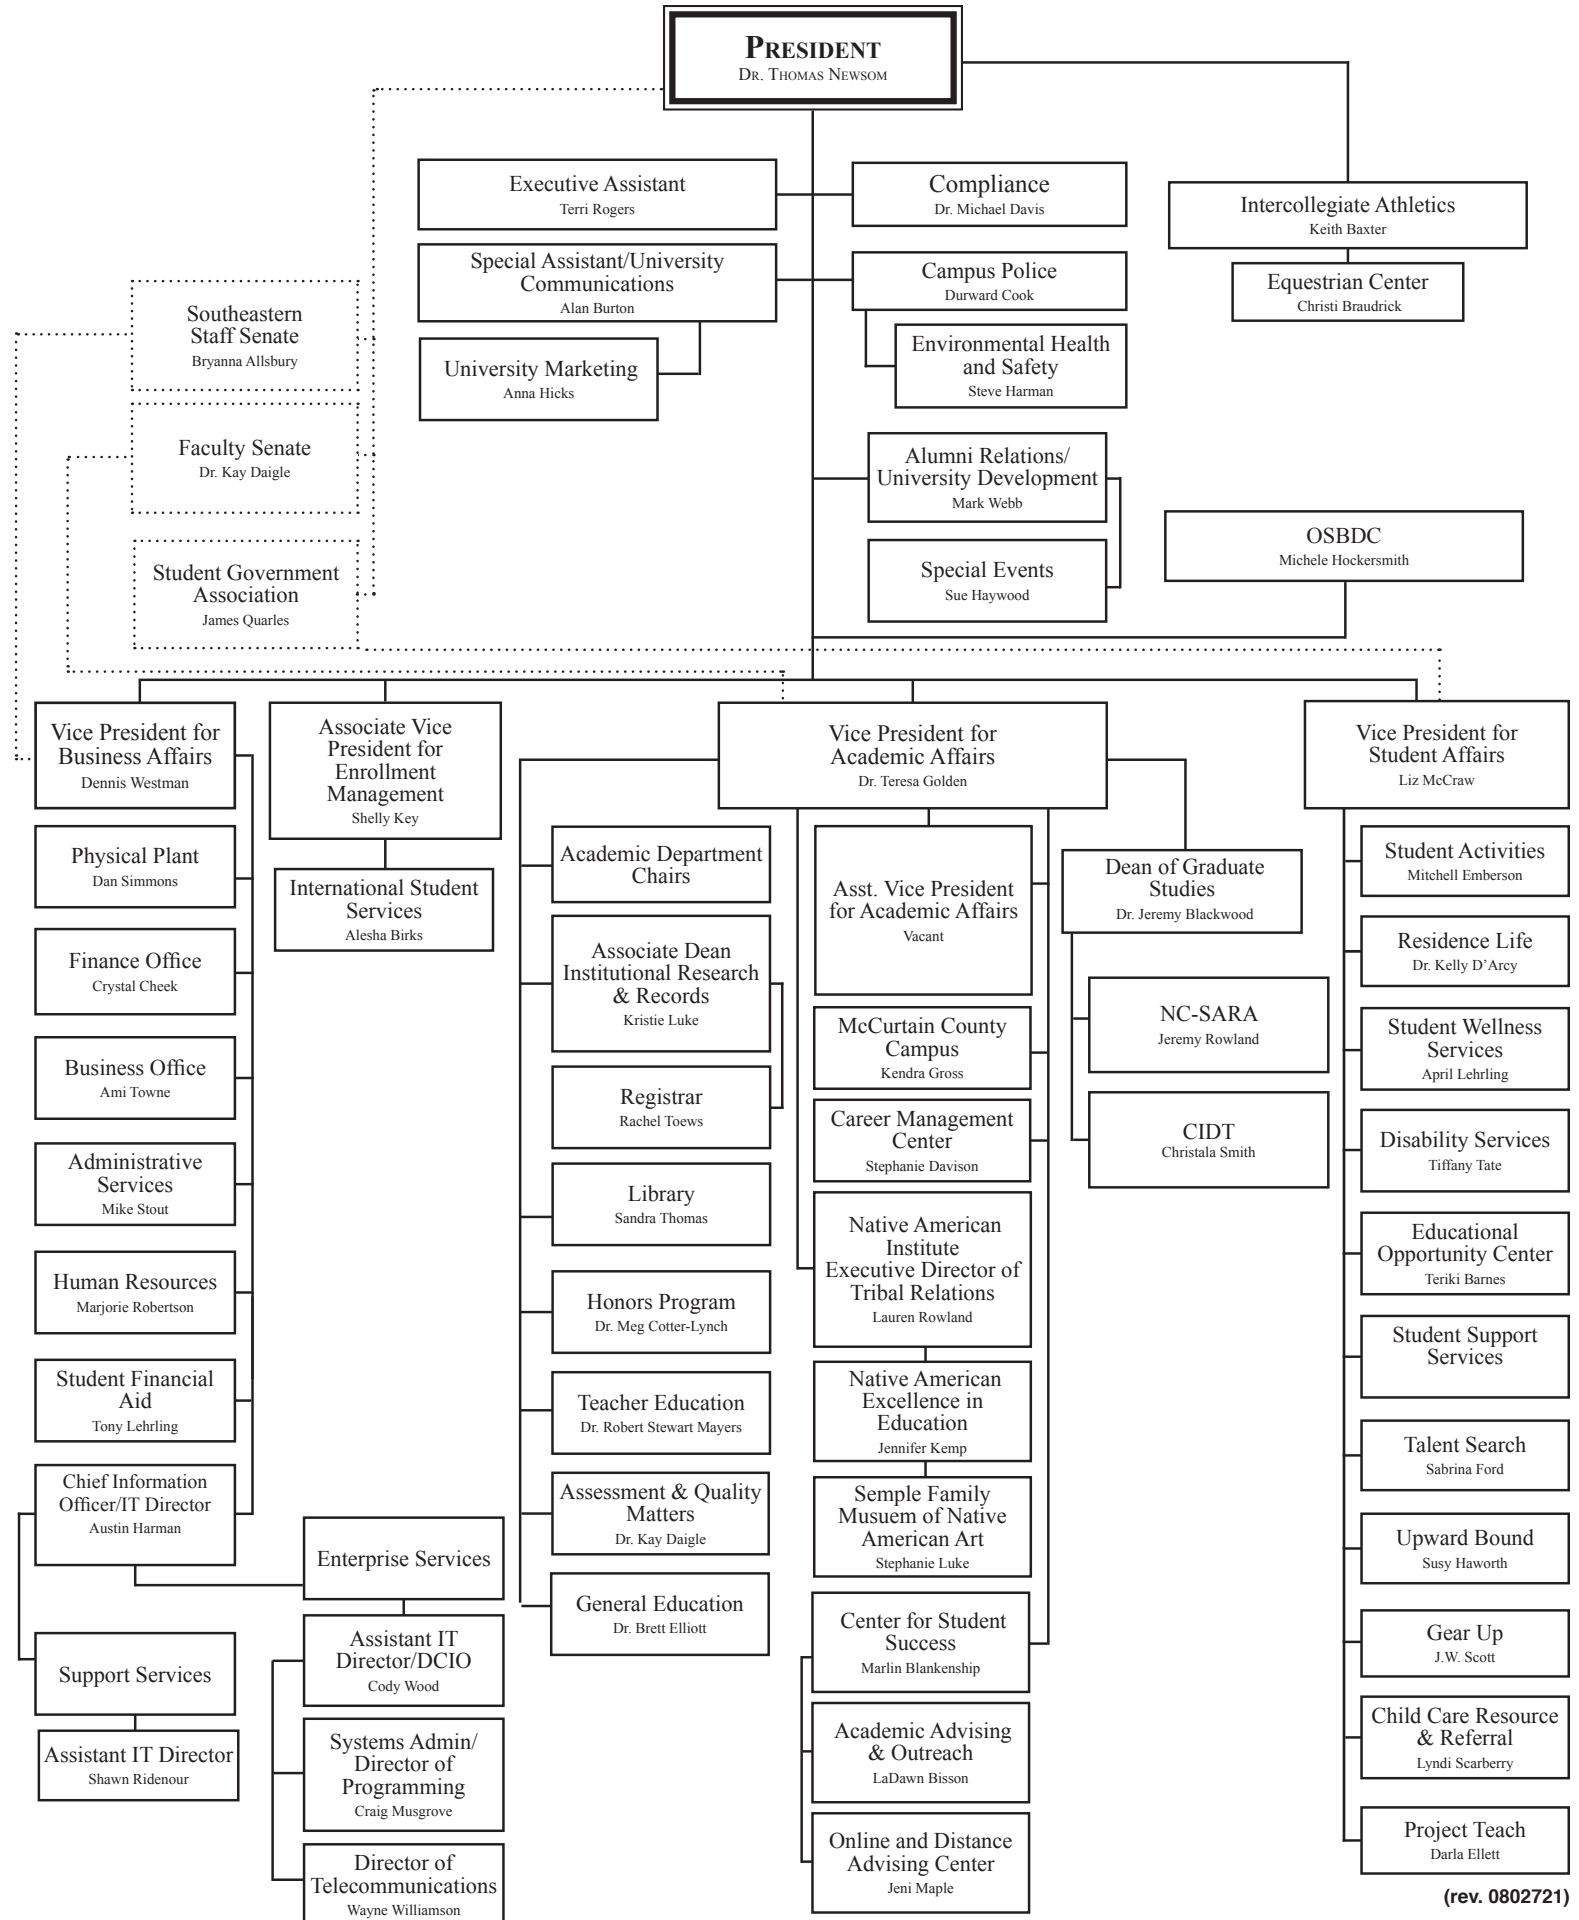 PRESIDENT
DR. THOMAS NEWSOM
Executive Assistant
Terri Rogers
Compliance
Dr. Michael Davis
Intercollegiate Athletics
Keith Baxter
Special Assistant/University
Communications
Alan Burton
Campus Police
Durward Cook
Equestrian Center
Christi Braudrick
Southeastern
Staff Senate
Bryanna Allsbury
University Marketing
Anna Hicks
Environmental Health
and Safety
Steve Harman
Faculty Senate
Dr. Kay Daigle
Alumni Relations/
University Development
Mark Webb
OSBDC
Michele Hockersmith
Student Government
Association
James Quarles
Special Events
Sue Haywood
Vice President for
Business Affairs
Dennis Westman
Physical Plant
Dan Simmons
Finance Office
Crystal Cheek
Business Office
Ami Towne
Administrative
Services
Mike Stout
Human Resources
Marjorie Robertson
Student Financial
Aid
Tony Lehrling
Chief Information
Officer/IT Director
Austin Harman
Support Services
Assistant IT Director
Shawn Ridenour
Associate Vice
President for
Enrollment
Management
Shelly Key
International Student
Services
Alesha Birks
Enterprise Services
Assistant IT
Director/DCIO
Cody Wood
Systems Admin/
Director of
Programming
Craig Musgrove
Director of
Telecommunications
Wayne Williamson
Vice President for
Academic Affairs
Dr. Teresa Golden
Academic Department
Chairs
Associate Dean
Institutional Research
& Records
Kristie Luke
Registrar
Rachel Toews
Library
Sandra Thomas
Honors Program
Dr. Meg Cotter-Lynch
Teacher Education
Dr. Robert Stewart Mayers
Assessment & Quality
Matters
Dr. Kay Daigle
General Education
Dr. Brett Elliott
Asst. Vice President
for Academic Affairs
Vacant
McCurtain County
Campus
Kendra Gross
Career Management
Center
Stephanie Davison
Native American
Institute
Executive Director of
Tribal Relations
Lauren Rowland
Native American
Excellence in
Education
Jennifer Kemp
Semple Family
Musuem of Native
American Art
Stephanie Luke
Center for Student
Success
Marlin Blankenship
Academic Advising
& Outreach
LaDawn Bisson
Online and Distance
Advising Center
Jeni Maple
Dean of Graduate
Studies
Dr. Jeremy Blackwood
NC-SARA
Jeremy Rowland
CIDT
Christala Smith
Vice President for
Student Affairs
Liz McCraw
Student Activities
Mitchell Emberson
Residence Life
Dr. Kelly D’Arcy
Student Wellness
Services
April Lehrling
Disability Services
Tiffany Tate
Educational
Opportunity Center
Teriki Barnes
Student Support
Services
Talent Search
Sabrina Ford
Upward Bound
Susy Haworth
Gear Up
J.W. Scott
Child Care Resource
& Referral
Lyndi Scarberry
Project Teach
Darla Ellett
(rev. 0802721)